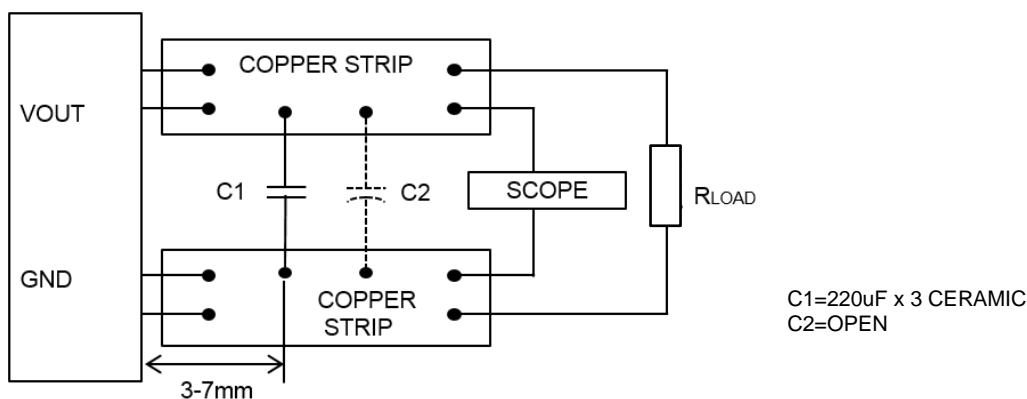 COPPER STRIP
VOUT
C1
C2
SCOPE
RLOAD
GND
COPPER
STRIP
3-7mm
C1=220uF x 3 CERAMIC
C2=OPEN